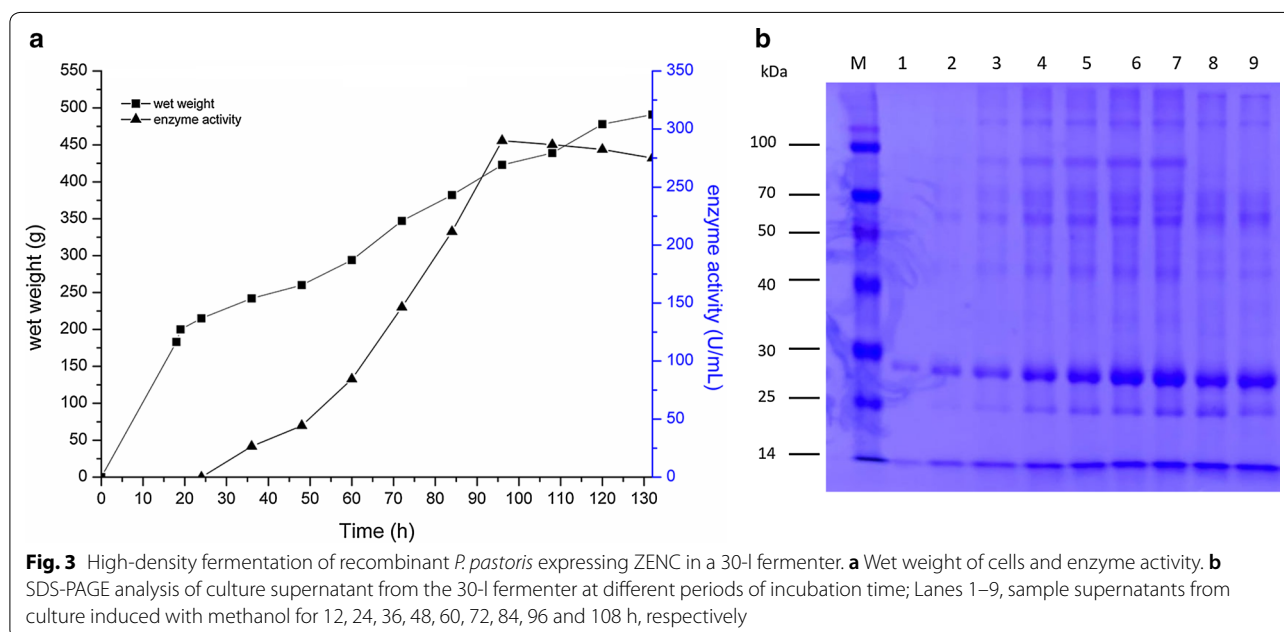 a
wet weight (g)
550
500
450
400
350
300
250
200
150
100
50
0
wet weight
enzyme activity
350
300
250
200
150
100
50
0
enzyme activity (U/mL)
0 10 20 30 40 50 60 70 80 90 100 110 120 130
Time (h)
b
kDa M 1 2 3 4 5 6 7 8 9
100
70
50
40
30
25
14
Fig. 3 High-density fermentation of recombinant P. pastoris expressing ZENC in a 30-l fermenter. a Wet weight of cells and enzyme activity. b
SDS-PAGE analysis of culture supernatant from the 30-l fermenter at different periods of incubation time; Lanes 1–9, sample supernatants from
culture induced with methanol for 12, 24, 36, 48, 60, 72, 84, 96 and 108 h, respectively